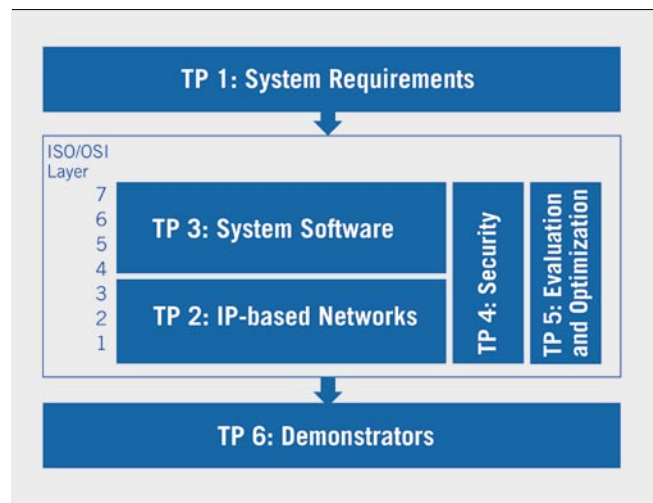 TP 1: System Requirements
ISO/OSI
Layer
7
6
5
4
3
2
1
TP 3: System Software
TP 2: IP-based Networks
TP 4: Security
TP 5: Evaluation
and Optimization
TP 6: Demonstrators